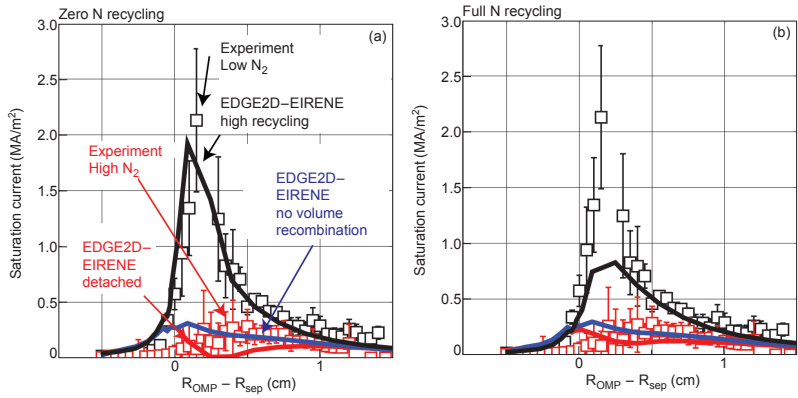 Zero N recycling
(a)
3.0
2.5
2.0
1.5
1.0
0.5
0.0
Saturation current (MA/m²)
Experiment
Low N₂
EDGE2D–EIRENE
high recycling
Experiment
High N₂
EDGE2D–
EIRENE
no volume
recombination
EDGE2D–
EIRENE
detached
0
1
R_OMP – R_sep (cm)
Full N recycling
(b)
3.0
2.5
2.0
1.5
1.0
0.5
0.0
Saturation current (MA/m²)
0
1
R_OMP – R_sep (cm)